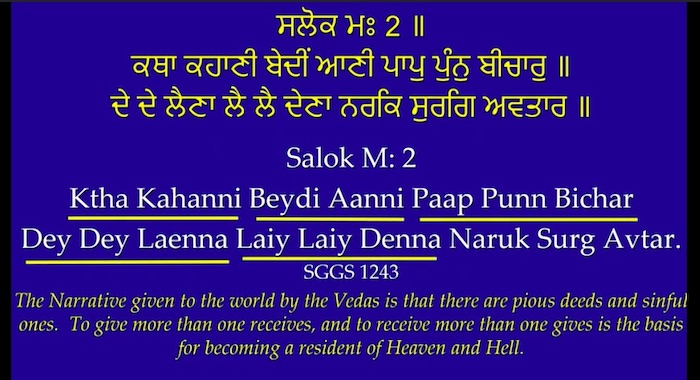 ਸਲੋਕ ਮਃ 2 ॥
ਕਥਾ ਕਹਾਣੀ ਬੇਦੀਂ ਆਣੀ ਪਾਪੁ ਪੁੰਨੁ ਬੀਚਾਰੁ ॥
ਦੇ ਦੇ ਲੈਣਾ ਲੈ ਲੈ ਦੇਣਾ ਨਰਕਿ ਸੁਰਗਿ ਅਵਤਾਰ ॥
Salok M: 2
Ktha Kahanni Beydi Aanni Paap Punn Bichar
Dey Dey Laenna Laiy Laiy Denna Naruk Surg Avtar.
SGGS 1243
The Narrative given to the world by the Vedas is that there are pious deeds and sinful
ones. To give more than one receives, and to receive more than one gives is the basis
for becoming a resident of Heaven and Hell.